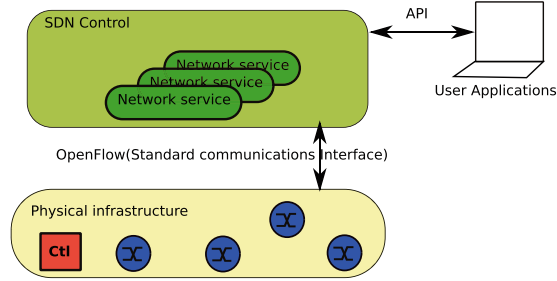 SDN Control
API
Network service
Network service
Network service
User Applications
OpenFlow(Standard communications Interface)
Physical infrastructure
Ctl